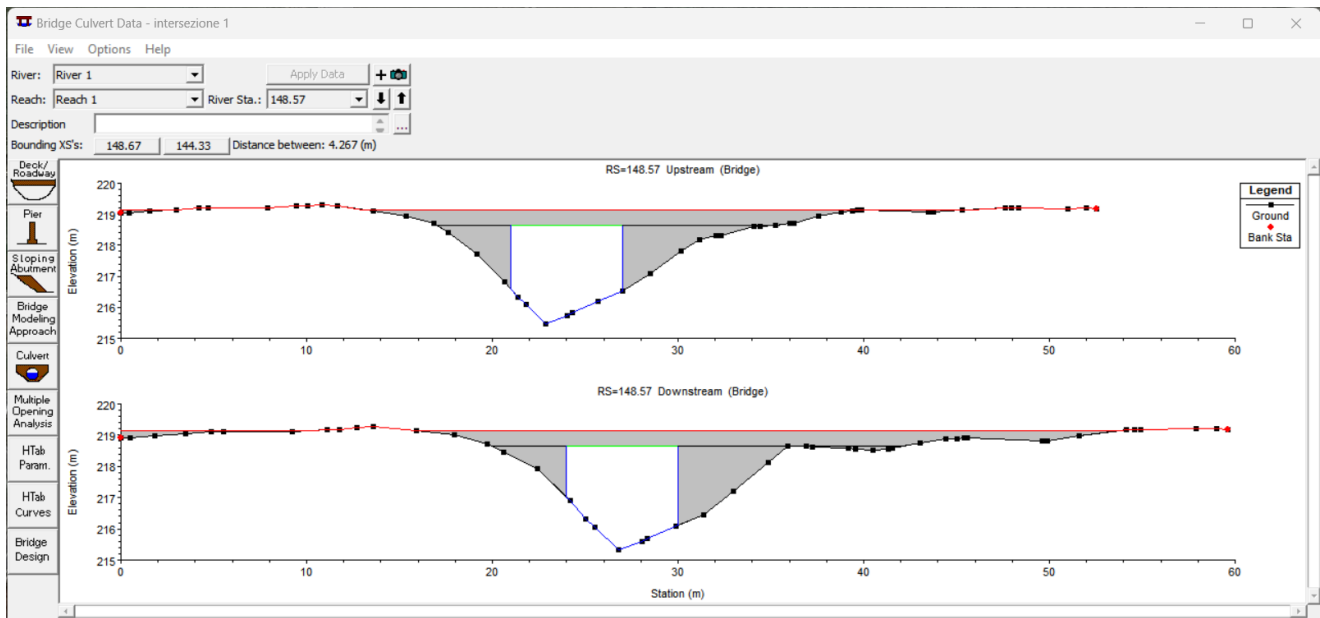 Bridge Culvert Data - intersezione 1
File View Options Help
River: River 1 Apply Data
Reach: Reach 1 River Sta.: 148.57
Description ...
Bounding XS's: 148.67 144.33 Distance between: 4.267 (m)
Deck/
Roadway
Pier
Sloping
Abutment
Bridge
Modeling
Approach
Culvert
Multiple
Opening
Analysis
HTab
Param.
HTab
Curves
Bridge
Design
RS=148.57 Upstream (Bridge)
220
219
218
217
216
215
Elevation (m)
0 10 20 30 40 50 60
Legend
Ground
Bank Sta
RS=148.57 Downstream (Bridge)
220
219
218
217
216
215
Elevation (m)
0 10 20 30 40 50 60
Station (m)